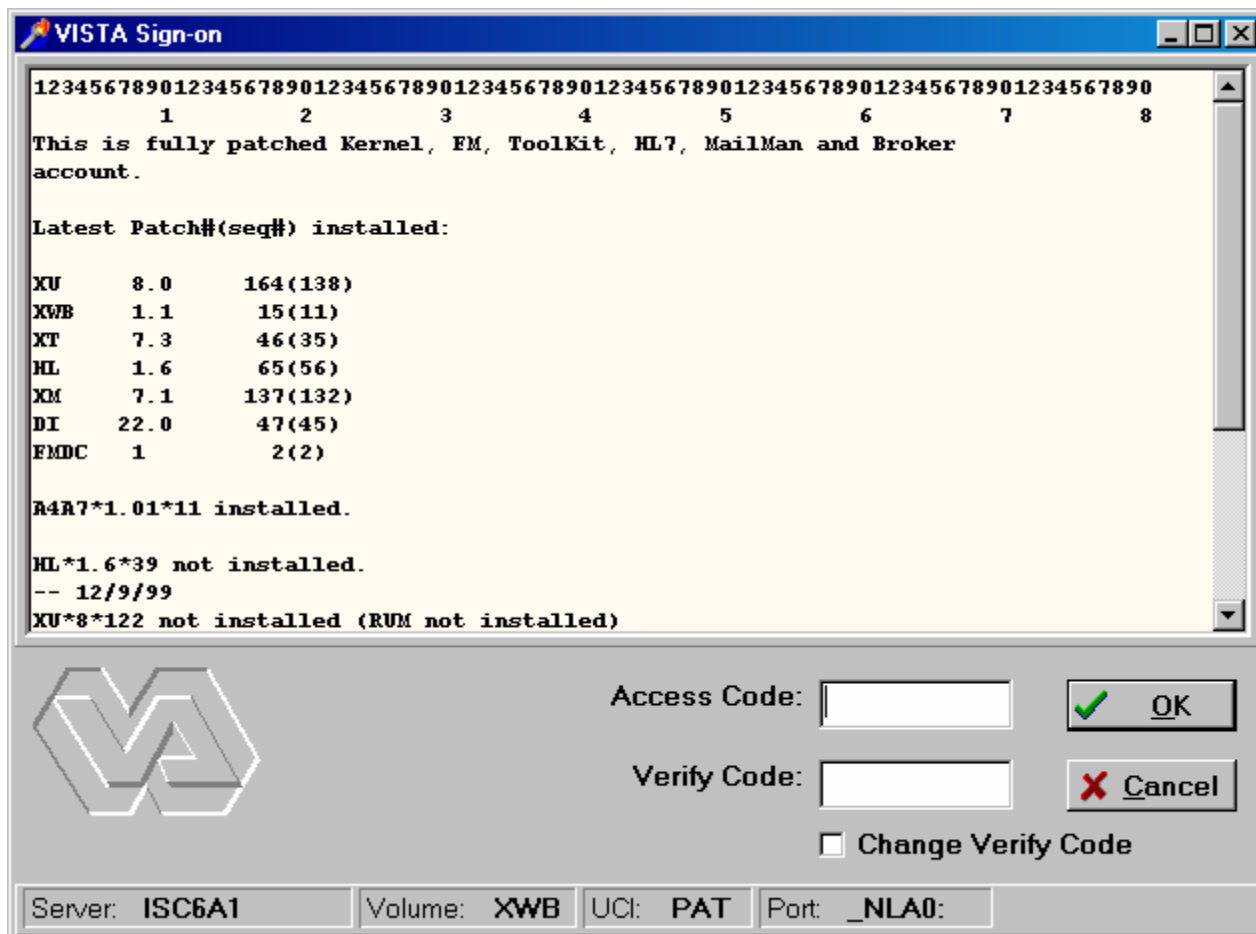 VISTA Sign-on
12345678901234567890123456789012345678901234567890123456789012345678901234567890
         1         2         3         4         5         6         7         8
This is fully patched Kernel, FM, ToolKit, HL7, MailMan and Broker
account.
Latest Patch#(seq#) installed:
XU     8.0     164(138)
XWB    1.1      15(11)
XT     7.3      46(35)
HL     1.6      65(56)
XM     7.1     137(132)
DI    22.0      47(45)
FMDC   1         2(2)
A4A7*1.01*11 installed.
HL*1.6*39 not installed.
-- 12/9/99
XU*8*122 not installed (RUM not installed)
Access Code:
OK
Verify Code:
Cancel
Change Verify Code
Server: ISC6A1 Volume: XWB UCI: PAT Port: _NLA0: